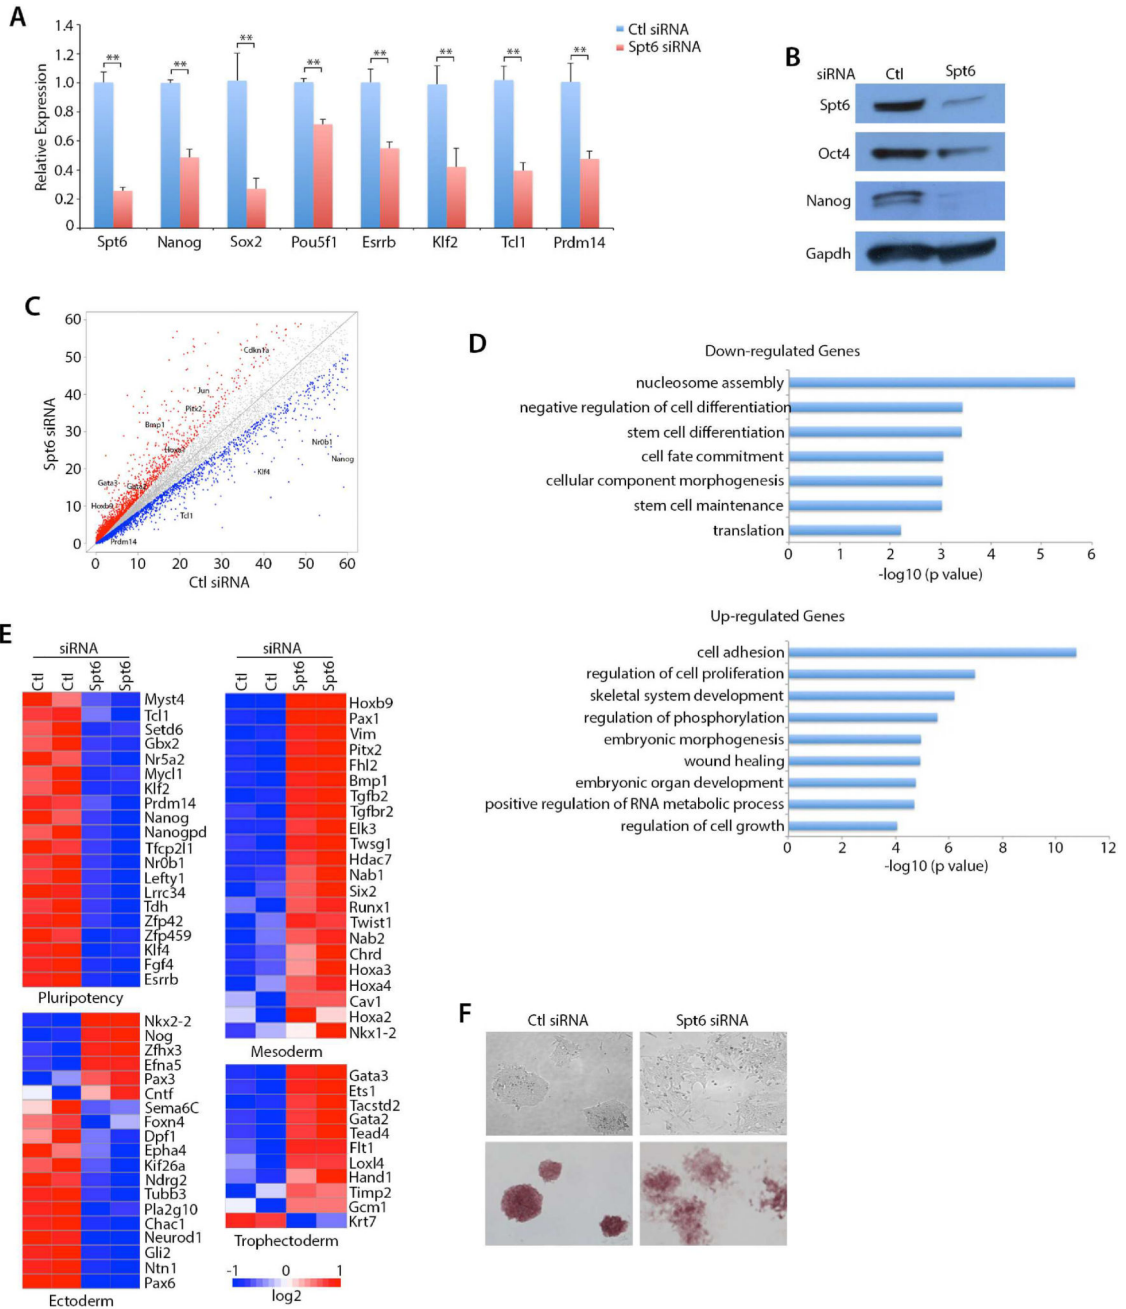 A
1.4
1.2
1.0
0.8
0.6
0.4
0.2
0
Relative Expression
** ** ** ** ** ** ** **
Ctl siRNA
Spt6 siRNA
Spt6 Nanog Sox2 Pou5f1 Esrrb Klf2 Tcl1 Prdm14
B
siRNA Ctl Spt6
Spt6
Oct4
Nanog
Gapdh
C
60
50
40
30
20
10
0
Spt6 siRNA
Cdkn1a
Jun
Pitx2
Bmp1
Hoxb1
Nr0b1
Nanog
Klf4
Gata3
Hoxb9
Tcl1
Prdm14
0 10 20 30 40 50 60
Ctl siRNA
D
Down-regulated Genes
nucleosome assembly
negative regulation of cell differentiation
stem cell differentiation
cell fate commitment
cellular component morphogenesis
stem cell maintenance
translation
0 1 2 3 4 5 6
-log10 (p value)
Up-regulated Genes
cell adhesion
regulation of cell proliferation
skeletal system development
regulation of phosphorylation
embryonic morphogenesis
wound healing
embryonic organ development
positive regulation of RNA metabolic process
regulation of cell growth
0 2 4 6 8 10 12
-log10 (p value)
E
siRNA
Ctl Ctl Spt6 Spt6
Myst4
Tcl1
Setd6
Gbx2
Nr5a2
Mycl1
Klf2
Prdm14
Nanog
Nanogpd
Tfcp2l1
Nr0b1
Lefty1
Lrrc34
Tdh
Zfp42
Zfp459
Klf4
Fgf4
Esrrb
Pluripotency
Nkx2-2
Nog
Zfhx3
Efna5
Pax3
Cntf
Sema6C
Foxn4
Dpf1
Epha4
Kif26a
Ndrg2
Tubb3
Pla2g10
Chac1
Neurod1
Gli2
Ntn1
Pax6
Ectoderm
siRNA
Ctl Ctl Spt6 Spt6
Hoxb9
Pax1
Vim
Pitx2
Fhl2
Bmp1
Tgfb2
Tgfbr2
Elk3
Twsg1
Hdac7
Nab1
Six2
Runx1
Twist1
Nab2
Chrd
Hoxa3
Hoxa4
Cav1
Hoxa2
Nkx1-2
Mesoderm
Gata3
Ets1
Tacstd2
Gata2
Tead4
Flt1
Loxl4
Hand1
Timp2
Gcm1
Krt7
Trophectoderm
-1 0 1
log2
F
Ctl siRNA Spt6 siRNA